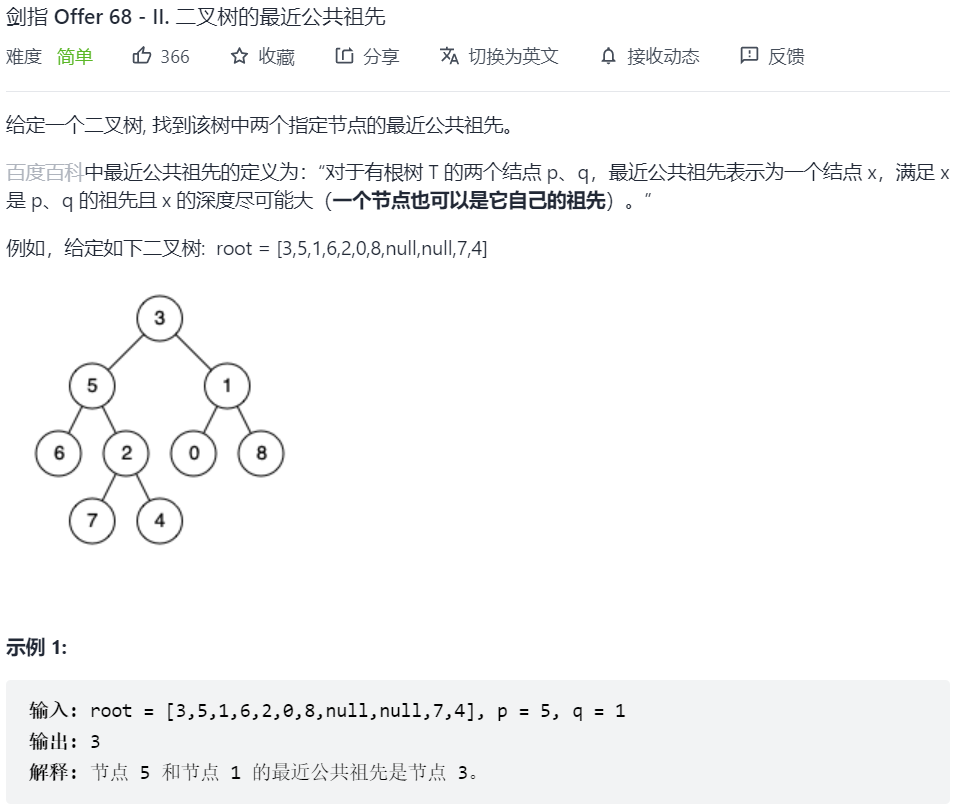 剑指 Offer 68 - II. 二叉树的最近公共祖先
难度 简单 366 收藏 分享 切换为英文 接收动态 反馈
给定一个二叉树, 找到该树中两个指定节点的最近公共祖先。
百度百科中最近公共祖先的定义为：“对于有根树 T 的两个结点 p、q，最近公共祖先表示为一个结点 x，满足 x
是 p、q 的祖先且 x 的深度尽可能大（一个节点也可以是它自己的祖先）。”
例如，给定如下二叉树:  root = [3,5,1,6,2,0,8,null,null,7,4]
3
5 1
6 2 0 8
7 4
示例 1:
输入: root = [3,5,1,6,2,0,8,null,null,7,4], p = 5, q = 1
输出: 3
解释: 节点 5 和节点 1 的最近公共祖先是节点 3。